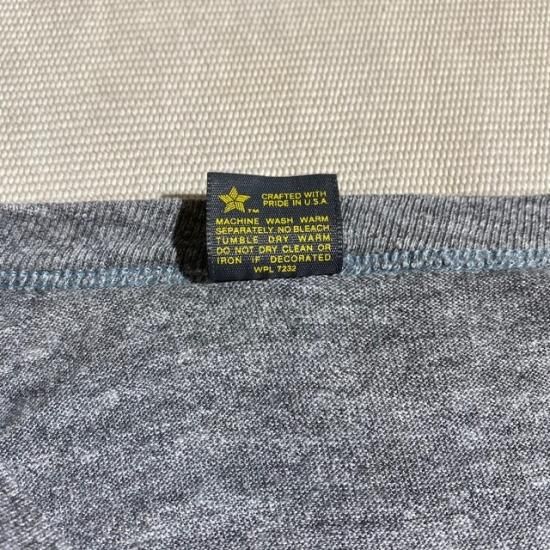 CRAFTED WITH
PRIDE IN U.S.A
TM
MACHINE WASH WARM
SEPARATELY. NO BLEACH
TUMBLE DRY WARM.
DO NOT DRY CLEAN OR
IRON IF DECORATED
WPL 7232